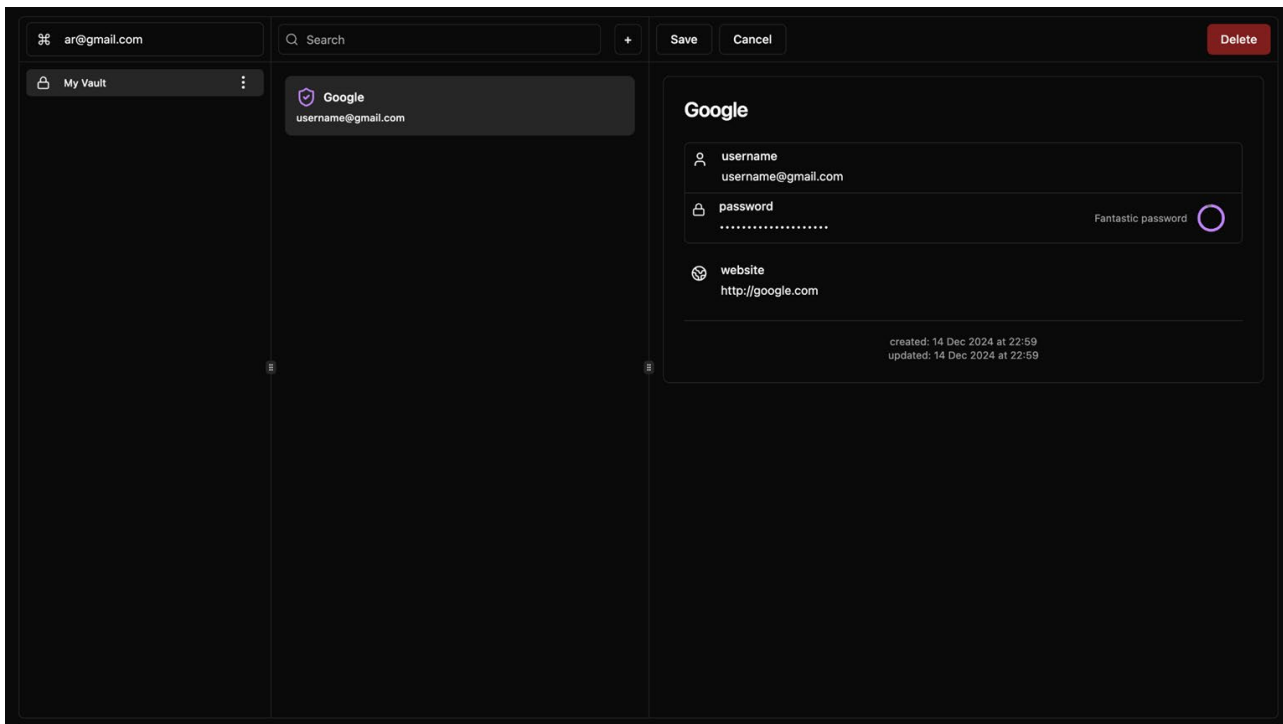 ar@gmail.com
My Vault
Search
+
Google
username@gmail.com
Save
Cancel
Delete
Google
username
username@gmail.com
password
••••••••••••••••••••
Fantastic password
website
http://google.com
created: 14 Dec 2024 at 22:59
updated: 14 Dec 2024 at 22:59